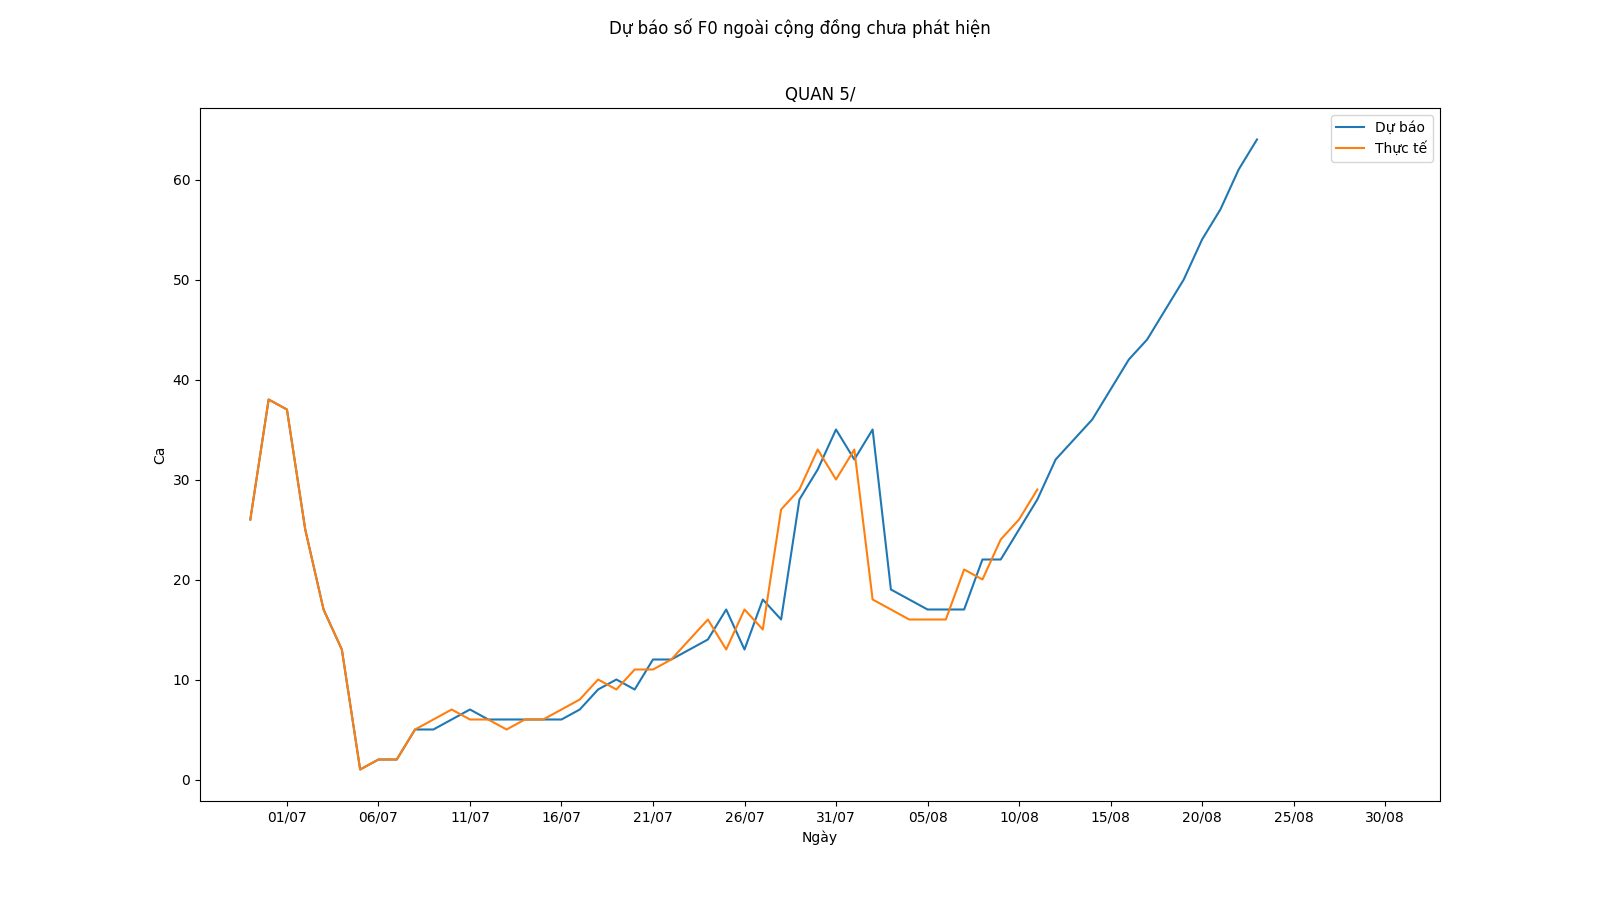 Dự báo số F0 ngoài cộng đồng chưa phát hiện
QUAN 5/
Dự báo
Thực tế
60
50
40
30
20
10
0
Ca
01/07 06/07 11/07 16/07 21/07 26/07 31/07 05/08 10/08 15/08 20/08 25/08 30/08
Ngày